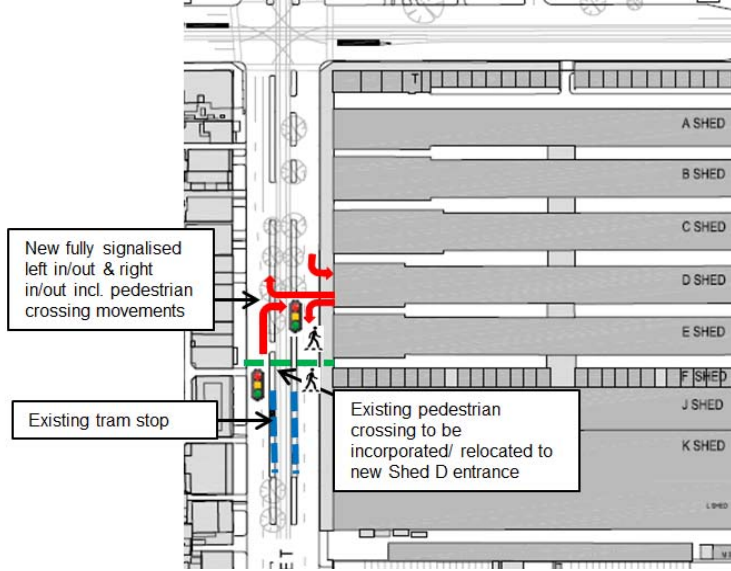 T
A SHED
B SHED
C SHED
New fully signalised
left in/out & right
in/out incl. pedestrian
crossing movements
D SHED
E SHED
F SHED
Existing tram stop
Existing pedestrian
crossing to be
incorporated/ relocated to
new Shed D entrance
J SHED
K SHED
L SHED
ET